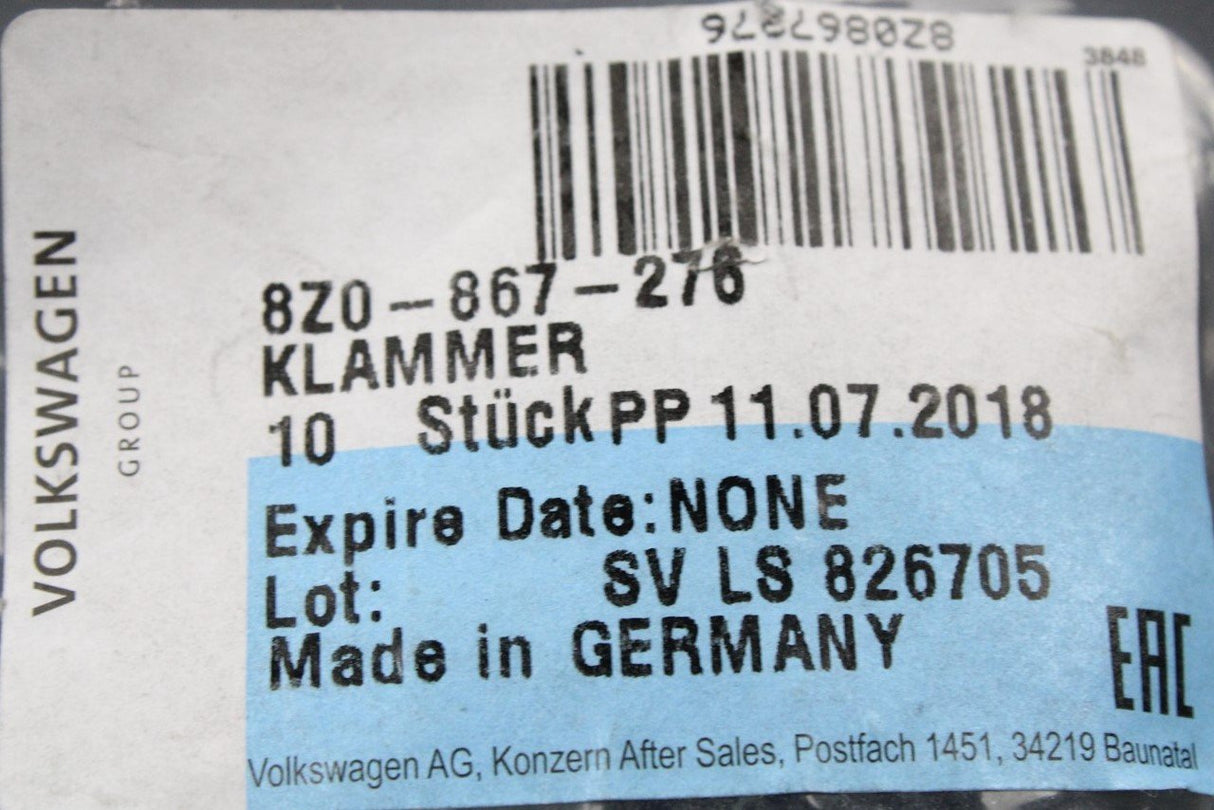 8Z0867276
3848
8Z0-867-276
KLAMMER
10 Stück PP 11.07.2018
Expire Date:NONE
Lot: SV LS 826705
Made in GERMANY
EAC
Volkswagen AG, Konzern After Sales, Postfach 1451, 34219 Baunatal
VOLKSWAGEN
GROUP